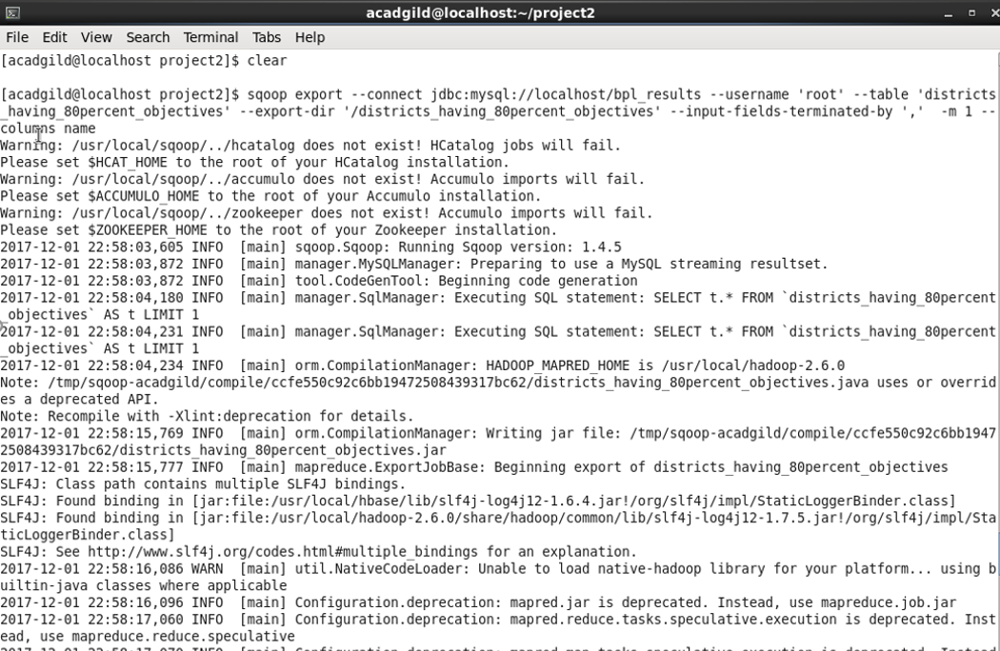 acadgild@localhost:~/project2
File Edit View Search Terminal Tabs Help
[acadgild@localhost project2]$ clear
[acadgild@localhost project2]$ sqoop export --connect jdbc:mysql://localhost/bpl_results --username 'root' --table 'districts
_having_80percent_objectives' --export-dir '/districts_having_80percent_objectives' --input-fields-terminated-by ',' -m 1 --
columns name
Warning: /usr/local/sqoop/../hcatalog does not exist! HCatalog jobs will fail.
Please set $HCAT_HOME to the root of your HCatalog installation.
Warning: /usr/local/sqoop/../accumulo does not exist! Accumulo imports will fail.
Please set $ACCUMULO_HOME to the root of your Accumulo installation.
Warning: /usr/local/sqoop/../zookeeper does not exist! Accumulo imports will fail.
Please set $ZOOKEEPER_HOME to the root of your Zookeeper installation.
2017-12-01 22:58:03,605 INFO [main] sqoop.Sqoop: Running Sqoop version: 1.4.5
2017-12-01 22:58:03,872 INFO [main] manager.MySQLManager: Preparing to use a MySQL streaming resultset.
2017-12-01 22:58:03,872 INFO [main] tool.CodeGenTool: Beginning code generation
2017-12-01 22:58:04,180 INFO [main] manager.SqlManager: Executing SQL statement: SELECT t.* FROM `districts_having_80percent
_objectives` AS t LIMIT 1
2017-12-01 22:58:04,231 INFO [main] manager.SqlManager: Executing SQL statement: SELECT t.* FROM `districts_having_80percent
_objectives` AS t LIMIT 1
2017-12-01 22:58:04,234 INFO [main] orm.CompilationManager: HADOOP_MAPRED_HOME is /usr/local/hadoop-2.6.0
Note: /tmp/sqoop-acadgild/compile/ccfe550c92c6bb19472508439317bc62/districts_having_80percent_objectives.java uses or overrid
es a deprecated API.
Note: Recompile with -Xlint:deprecation for details.
2017-12-01 22:58:15,769 INFO [main] orm.CompilationManager: Writing jar file: /tmp/sqoop-acadgild/compile/ccfe550c92c6bb1947
2508439317bc62/districts_having_80percent_objectives.jar
2017-12-01 22:58:15,777 INFO [main] mapreduce.ExportJobBase: Beginning export of districts_having_80percent_objectives
SLF4J: Class path contains multiple SLF4J bindings.
SLF4J: Found binding in [jar:file:/usr/local/hbase/lib/slf4j-log4j12-1.6.4.jar!/org/slf4j/impl/StaticLoggerBinder.class]
SLF4J: Found binding in [jar:file:/usr/local/hadoop-2.6.0/share/hadoop/common/lib/slf4j-log4j12-1.7.5.jar!/org/slf4j/impl/Sta
ticLoggerBinder.class]
SLF4J: See http://www.slf4j.org/codes.html#multiple_bindings for an explanation.
2017-12-01 22:58:16,086 WARN [main] util.NativeCodeLoader: Unable to load native-hadoop library for your platform... using b
uiltin-java classes where applicable
2017-12-01 22:58:16,096 INFO [main] Configuration.deprecation: mapred.jar is deprecated. Instead, use mapreduce.job.jar
2017-12-01 22:58:17,060 INFO [main] Configuration.deprecation: mapred.reduce.tasks.speculative.execution is deprecated. Inst
ead, use mapreduce.reduce.speculative